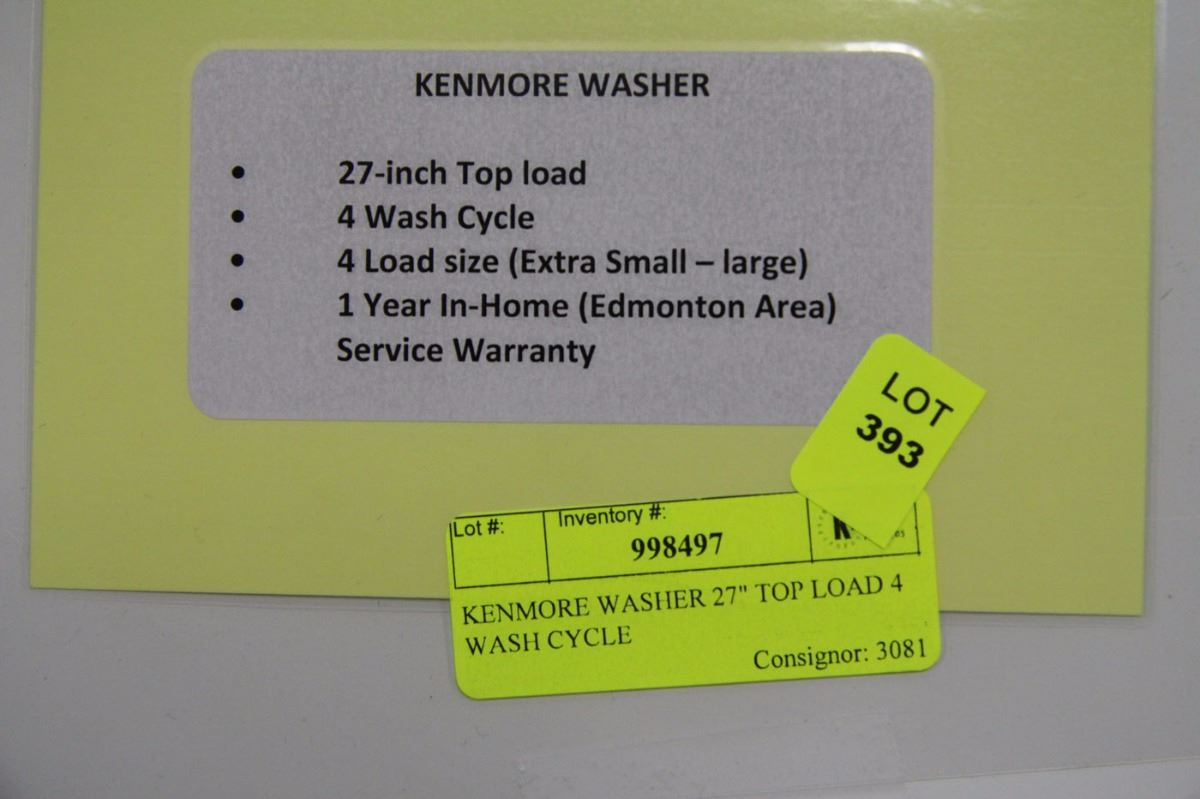 KENMORE WASHER
• 27-inch Top load
• 4 Wash Cycle
• 4 Load size (Extra Small – large)
• 1 Year In-Home (Edmonton Area)
Service Warranty
LOT
393
Lot #:
Inventory #:
998497
KENMORE WASHER 27" TOP LOAD 4
WASH CYCLE
Consignor: 3081